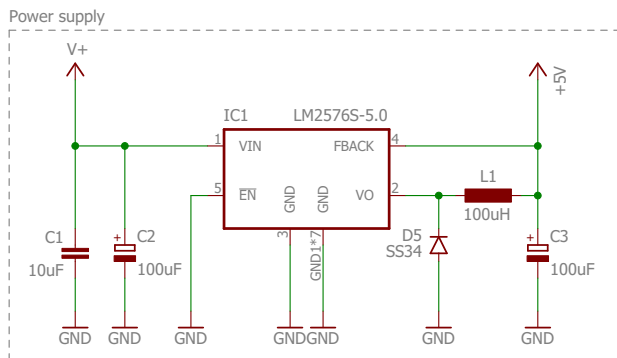 Power supply
V+
+5V
IC1 LM2576S-5.0
1 VIN FBACK 4
5 EN VO 2
GND GND
3 GND1*7
L1
100uH
C1
10uF
+ C2
100uF
D5
SS34
+ C3
100uF
GND GND GND GND GND GND GND